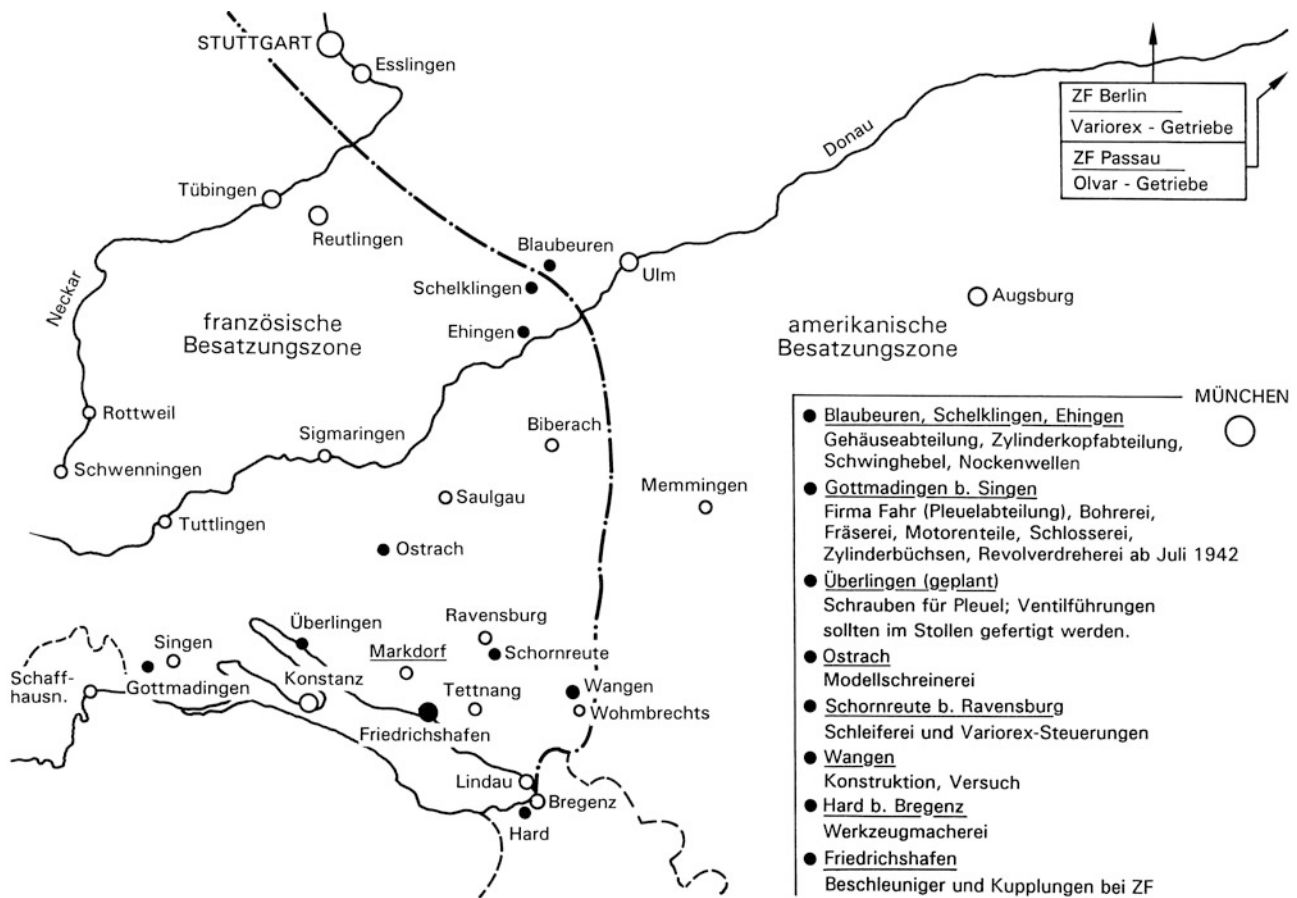 STUTTGART
Esslingen
ZF Berlin
Variorex - Getriebe
ZF Passau
Olvar - Getriebe
Donau
Tübingen
Reutlingen
Blaubeuren
Ulm
Schelklingen
Neckar
Augsburg
französische
Besatzungszone
Ehingen
amerikanische
Besatzungszone
MÜNCHEN
Rottweil
Sigmaringen
Biberach
Schwenningen
Saulgau
Memmingen
Tuttlingen
Ostrach
Überlingen
Ravensburg
Singen
Markdorf
Schornreute
Schaff-
hausn.
Gottmadingen
Konstanz
Tettnang
Wangen
Wohmbrechts
Friedrichshafen
Lindau
Bregenz
Hard
● Blaubeuren, Schelklingen, Ehingen
Gehäuseabteilung, Zylinderkopfabteilung,
Schwinghebel, Nockenwellen
● Gottmadingen b. Singen
Firma Fahr (Pleuelabteilung), Bohrerei,
Fräserei, Motorenteile, Schlosserei,
Zylinderbüchsen, Revolverdreherei ab Juli 1942
● Überlingen (geplant)
Schrauben für Pleuel; Ventilführungen
sollten im Stollen gefertigt werden.
● Ostrach
Modellschreinerei
● Schornreute b. Ravensburg
Schleiferei und Variorex-Steuerungen
● Wangen
Konstruktion, Versuch
● Hard b. Bregenz
Werkzeugmacherei
● Friedrichshafen
Beschleuniger und Kupplungen bei ZF